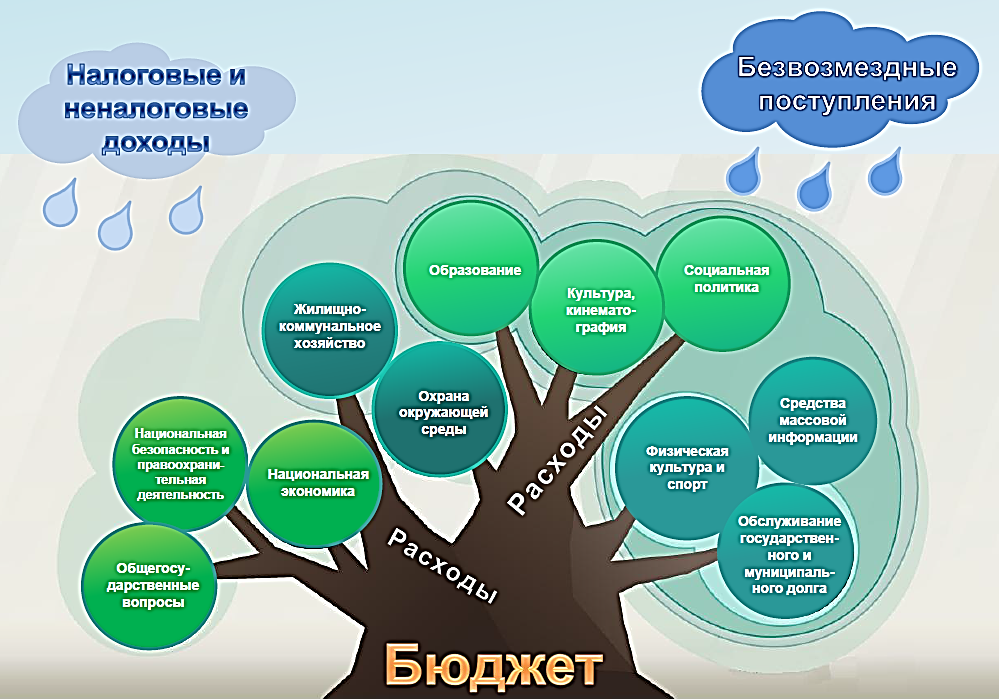 Налоговые и
неналоговые
доходы
Безвозмездные
поступления
Образование
Культура,
кинемато-
графия
Социальная
политика
Жилищно-
коммунальное
хозяйство
Охрана
окружающей
среды
Средства
массовой
информации
Национальная
безопасность и
правоохрани-
тельная
деятельность
Национальная
экономика
Физическая
культура и
спорт
Обслуживание
государствен-
ного и
муниципаль-
ного долга
Общегосу-
дарственные
вопросы
Расходы
Расходы
Бюджет